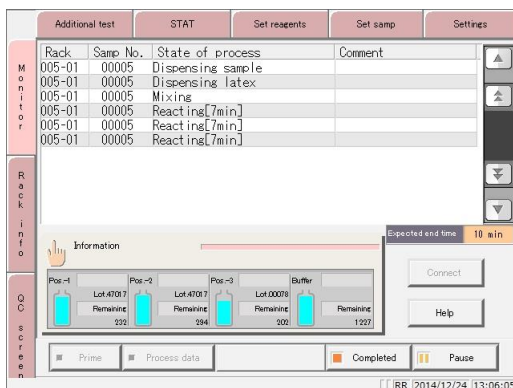 Additional test STAT Set reagents Set samp Settings
Monitor
Rack info
QC screen
Rack Samp No. State of process Comment
005-01 00005 Dispensing sample
005-01 00005 Dispensing latex
005-01 00005 Mixing
005-01 00005 Reacting[7min]
005-01 00005 Reacting[7min]
005-01 00005 Reacting[7min]
Expected end time 10 min
Information
Pos.-1 Pos.-2 Pos.-3 Buffer
Lot.47017 Lot.47017 Lot.00078
Remaining Remaining Remaining Remaining
232 294 202 1227
Connect
Help
Prime Process data Completed Pause
RR 2014/12/24 13:06:05